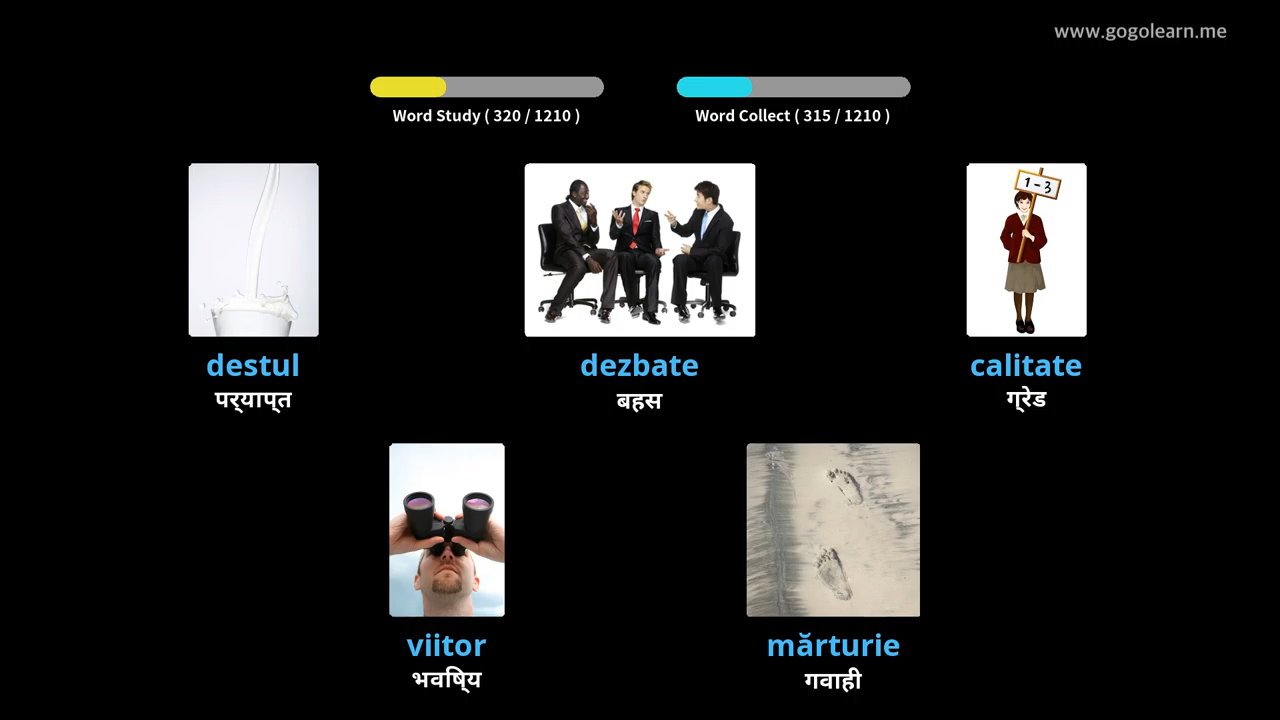 www.gogolearn.me
Word Study ( 320 / 1210 )
Word Collect ( 315 / 1210 )
1 - 3
destul
dezbate
calitate
पर्याप्त
बहस
ग्रेड
viitor
mărturie
भविष्य
गवाही